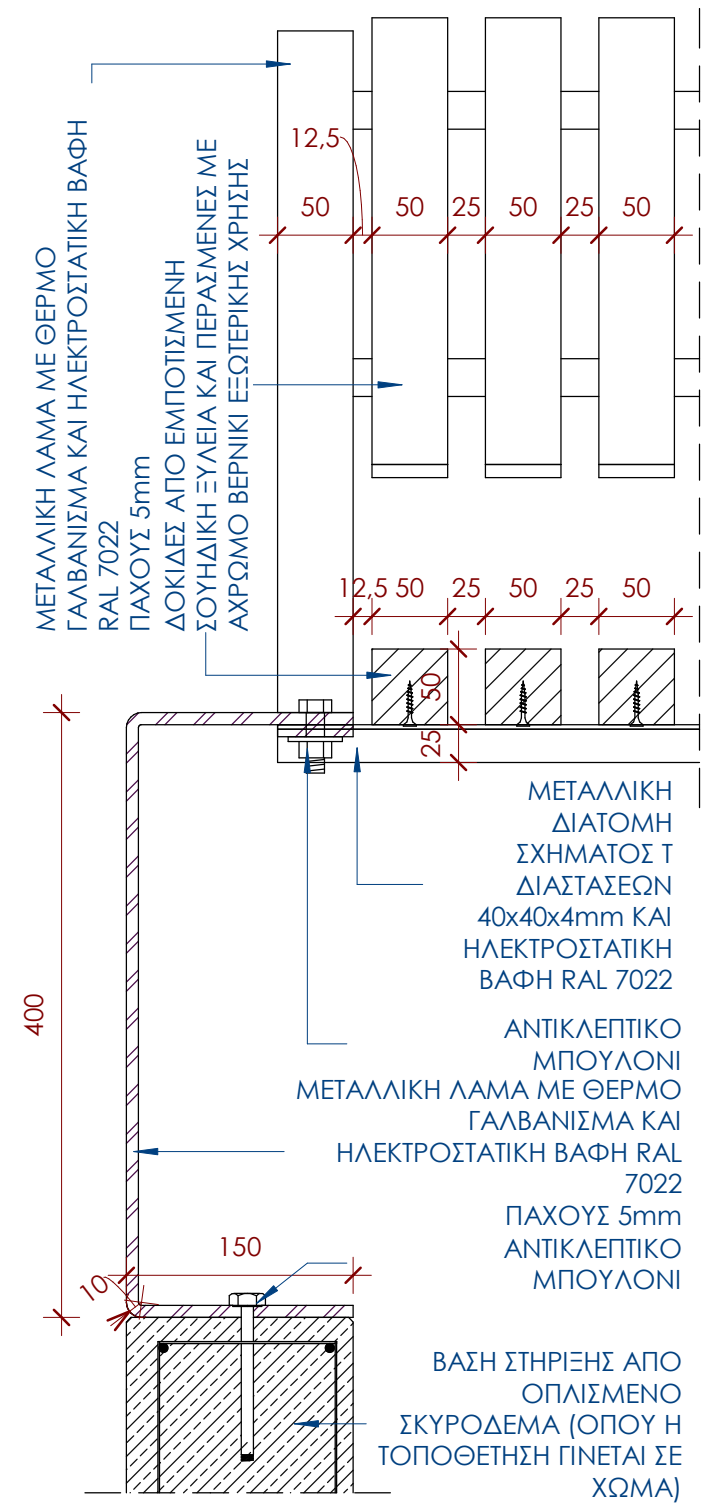 ΜΕΤΑΛΛΙΚΗ ΛΑΜΑ ΜΕ ΘΕΡΜΟ
ΓΑΛΒΑΝΙΣΜΑ ΚΑΙ ΗΛΕΚΤΡΟΣΤΑΤΙΚΗ ΒΑΦΗ
RAL 7022
ΠΑΧΟΥΣ 5mm
ΔΟΚΙΔΕΣ ΑΠΟ ΕΜΠΟΤΙΣΜΕΝΗ
ΣΟΥΗΔΙΚΗ ΞΥΛΕΙΑ ΚΑΙ ΠΕΡΑΣΜΕΝΕΣ ΜΕ
ΑΧΡΩΜΟ ΒΕΡΝΙΚΙ ΕΞΩΤΕΡΙΚΗΣ ΧΡΗΣΗΣ
12,5
50 50 25 50 25 50
12,5 50 25 50 25 50
50
25
ΜΕΤΑΛΛΙΚΗ
ΔΙΑΤΟΜΗ
ΣΧΗΜΑΤΟΣ Τ
ΔΙΑΣΤΑΣΕΩΝ
40x40x4mm ΚΑΙ
ΗΛΕΚΤΡΟΣΤΑΤΙΚΗ
ΒΑΦΗ RAL 7022
400
ΑΝΤΙΚΛΕΠΤΙΚΟ
ΜΠΟΥΛΟΝΙ
ΜΕΤΑΛΛΙΚΗ ΛΑΜΑ ΜΕ ΘΕΡΜΟ
ΓΑΛΒΑΝΙΣΜΑ ΚΑΙ
ΗΛΕΚΤΡΟΣΤΑΤΙΚΗ ΒΑΦΗ RAL
7022
ΠΑΧΟΥΣ 5mm
ΑΝΤΙΚΛΕΠΤΙΚΟ
ΜΠΟΥΛΟΝΙ
150
10
ΒΑΣΗ ΣΤΗΡΙΞΗΣ ΑΠΟ
ΟΠΛΙΣΜΕΝΟ
ΣΚΥΡΟΔΕΜΑ (ΟΠΟΥ Η
ΤΟΠΟΘΕΤΗΣΗ ΓΙΝΕΤΑΙ ΣΕ
ΧΩΜΑ)